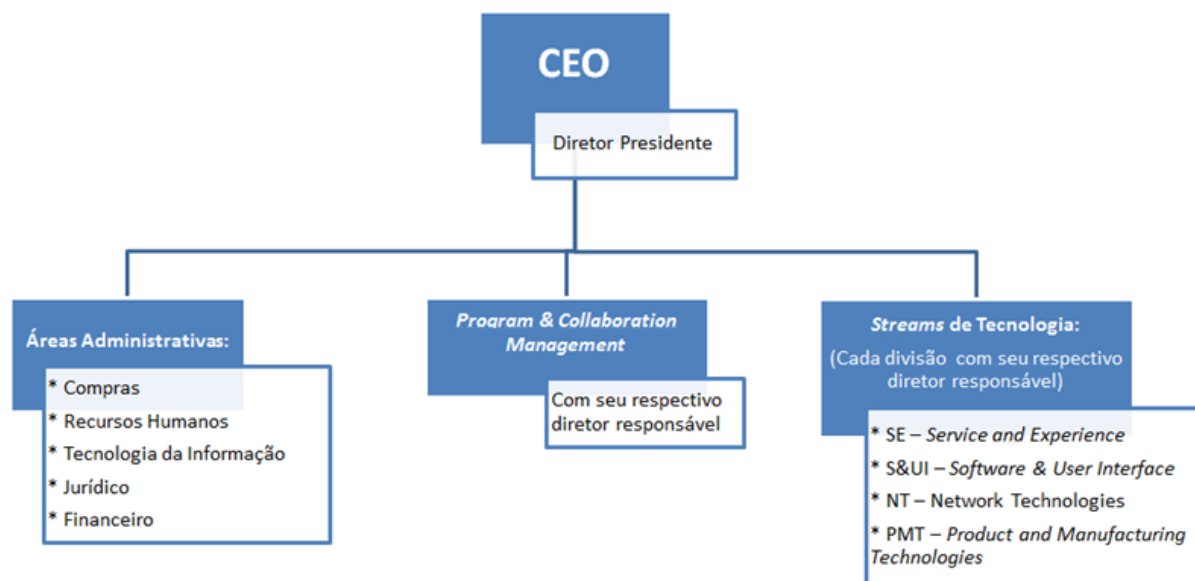 CEO
Diretor Presidente
Áreas Administrativas:
* Compras
* Recursos Humanos
* Tecnologia da Informação
* Jurídico
* Financeiro
Program & Collaboration
Management
Com seu respectivo
diretor responsável
Streams de Tecnologia:
(Cada divisão com seu respectivo
diretor responsável)
* SE – Service and Experience
* S&UI – Software & User Interface
* NT – Network Technologies
* PMT – Product and Manufacturing
Technologies